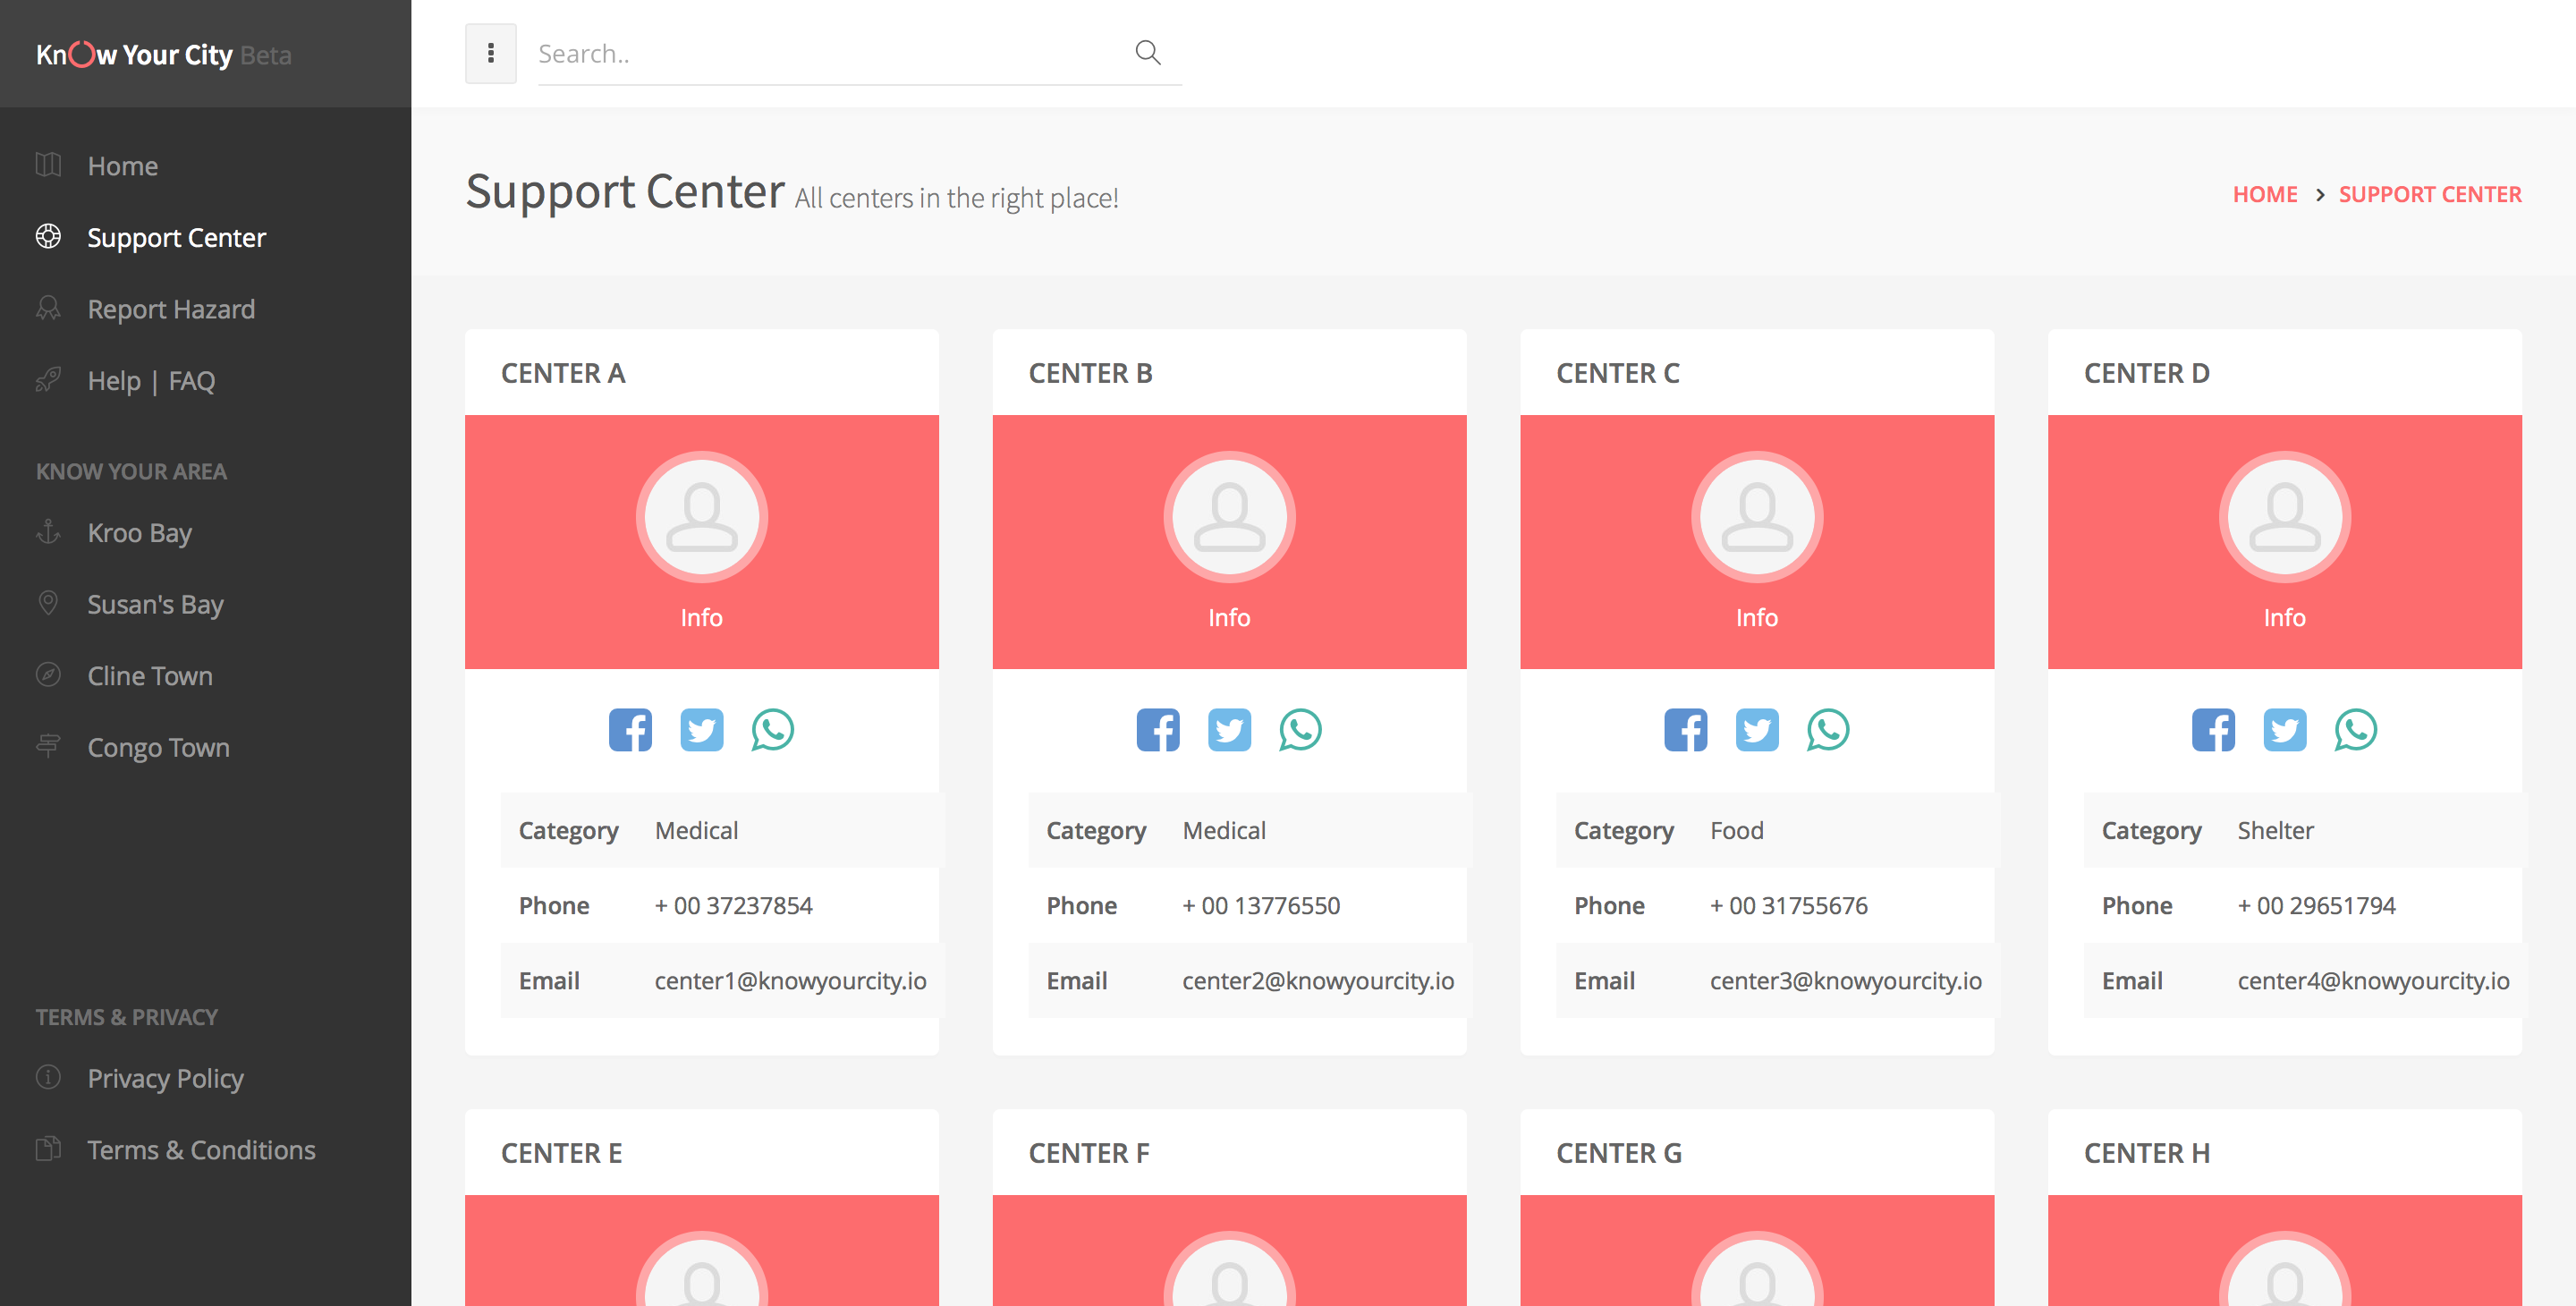 KnOw Your City Beta
Search..
Home
Support Center
Report Hazard
Help | FAQ
KNOW YOUR AREA
Kroo Bay
Susan's Bay
Cline Town
Congo Town
TERMS & PRIVACY
Privacy Policy
Terms & Conditions
Support Center All centers in the right place!
HOME > SUPPORT CENTER
CENTER A
Info
Category Medical
Phone + 00 37237854
Email center1@knowyourcity.io
CENTER B
Info
Category Medical
Phone + 00 13776550
Email center2@knowyourcity.io
CENTER C
Info
Category Food
Phone + 00 31755676
Email center3@knowyourcity.io
CENTER D
Info
Category Shelter
Phone + 00 29651794
Email center4@knowyourcity.io
CENTER E
CENTER F
CENTER G
CENTER H